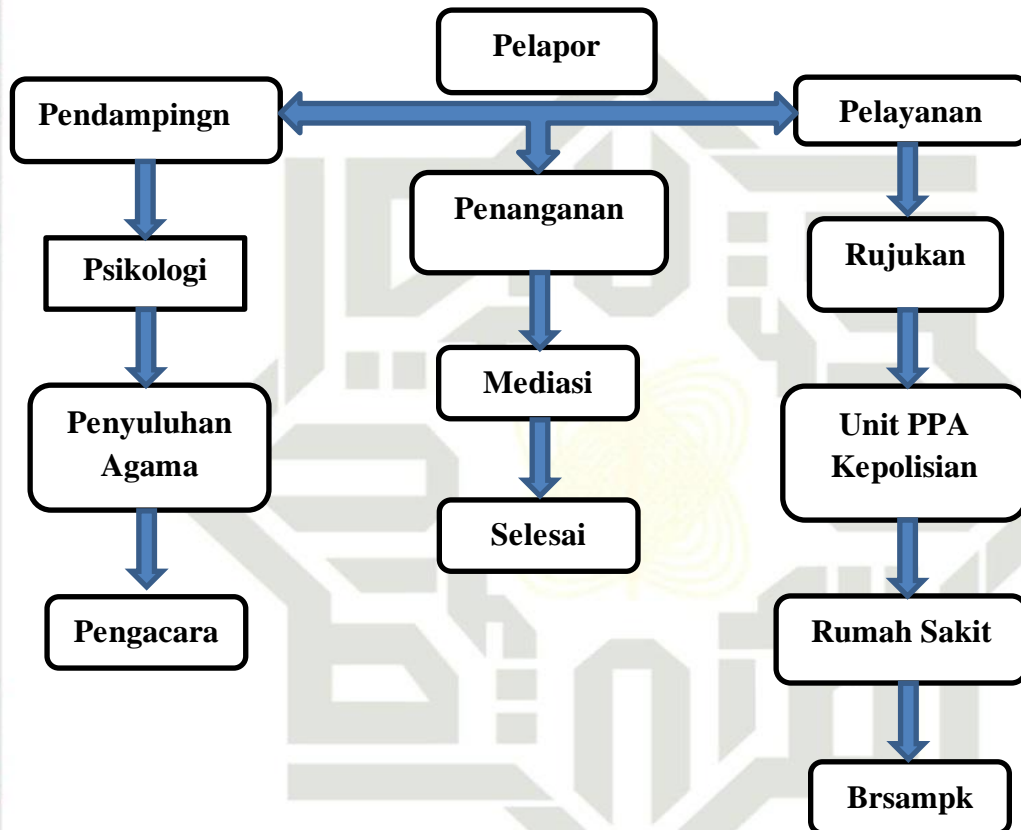 Pelapor
Pendampingn
Pelayanan
Penanganan
Psikologi
Rujukan
Mediasi
Penyuluhan
Agama
Unit PPA
Kepolisian
Selesai
Pengacara
Rumah Sakit
Brsampk